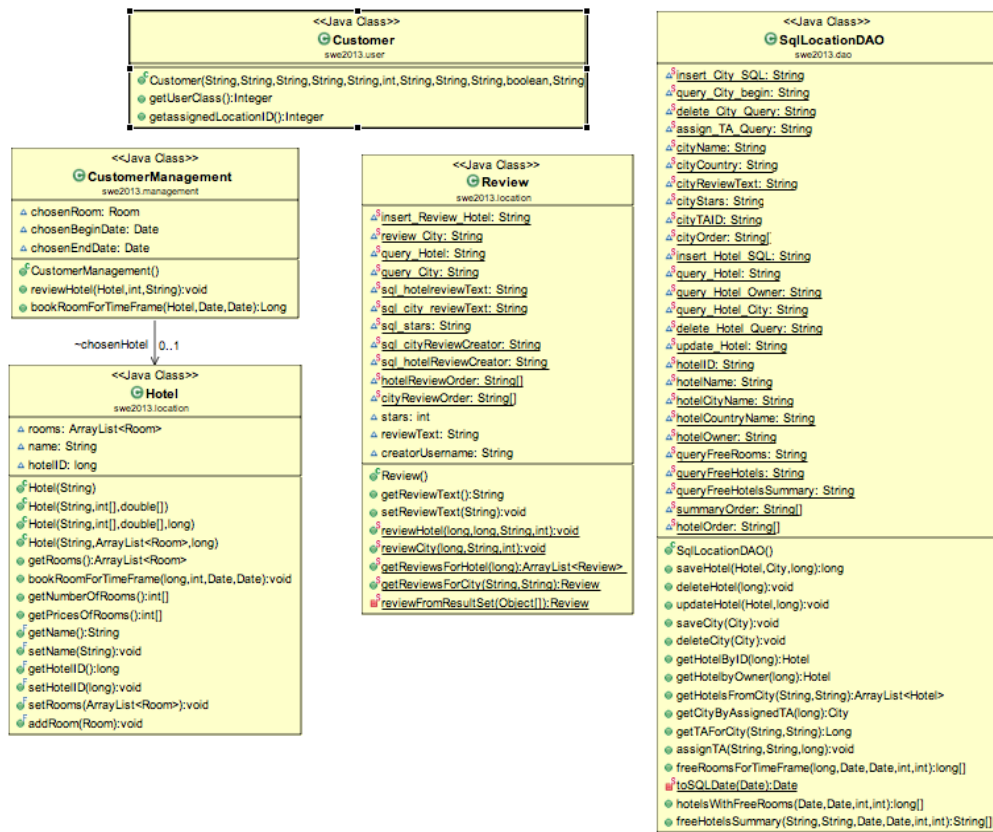 <<Java Class>>
Customer
swe2013.user
Customer(String,String,String,String,String,int,String,String,String,boolean,String
getUserClass():Integer
getassignedLocationID():Integer
<<Java Class>>
CustomerManagement
swe2013.management
chosenRoom: Room
chosenBeginDate: Date
chosenEndDate: Date
CustomerManagement()
reviewHotel(Hotel,int,String):void
bookRoomForTimeFrame(Hotel,Date,Date):Long
~chosenHotel 0..1
<<Java Class>>
Hotel
swe2013.location
rooms: ArrayList<Room>
name: String
hotelID: long
Hotel(String)
Hotel(String,int[],double[])
Hotel(String,int[],double[],long)
Hotel(String,ArrayList<Room>,long)
getRooms():ArrayList<Room>
bookRoomForTimeFrame(long,int,Date,Date):void
getNumberOfRooms():int[]
getPricesOfRooms():int[]
getName():String
setName(String):void
getHotelID():long
setHotelID(long):void
setRooms(ArrayList<Room>):void
addRoom(Room):void
<<Java Class>>
Review
swe2013.location
insert_Review_Hotel: String
review_City: String
query_Hotel: String
query_City: String
sql_hotelreviewText: String
sql_city_reviewText: String
sql_stars: String
sql_cityReviewCreator: String
sql_hotelReviewCreator: String
hotelReviewOrder: String[]
cityReviewOrder: String[]
stars: int
reviewText: String
creatorUsername: String
Review()
getReviewText():String
setReviewText(String):void
reviewHotel(long,long,String,int):void
reviewCity(long,String,int):void
getReviewsForHotel(long):ArrayList<Review>
getReviewsForCity(String,String):Review
reviewFromResultSet(Object[]):Review
<<Java Class>>
SqlLocationDAO
swe2013.dao
insert_City_SQL: String
query_City_begin: String
delete_City_Query: String
assign_TA_Query: String
cityName: String
cityCountry: String
cityReviewText: String
cityStars: String
cityTAID: String
cityOrder: String[]
insert_Hotel_SQL: String
query_Hotel: String
query_Hotel_Owner: String
query_Hotel_City: String
delete_Hotel_Query: String
update_Hotel: String
hotelID: String
hotelName: String
hotelCityName: String
hotelCountryName: String
hotelOwner: String
queryFreeRooms: String
queryFreeHotels: String
queryFreeHotelsSummary: String
summaryOrder: String[]
hotelOrder: String[]
SqlLocationDAO()
saveHotel(Hotel,City,long):long
deleteHotel(long):void
updateHotel(Hotel,long):void
saveCity(City):void
deleteCity(City):void
getHotelByID(long):Hotel
getHotelbyOwner(long):Hotel
getHotelsFromCity(String,String):ArrayList<Hotel>
getCityByAssignedTA(long):City
getTAForCity(String,String):Long
assignTA(String,String,long):void
freeRoomsForTimeFrame(long,Date,Date,int,int):long[]
toSQLDate(Date):Date
hotelsWithFreeRooms(Date,Date,int,int):long[]
freeHotelsSummary(String,String,Date,Date,int,int):String[]